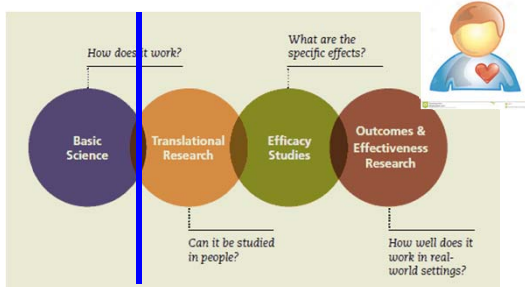 How does it work?
What are the
specific effects?
Basic
Science
Translational
Research
Efficacy
Studies
Outcomes &
Effectiveness
Research
Can it be studied
in people?
How well does it
work in real-
world settings?